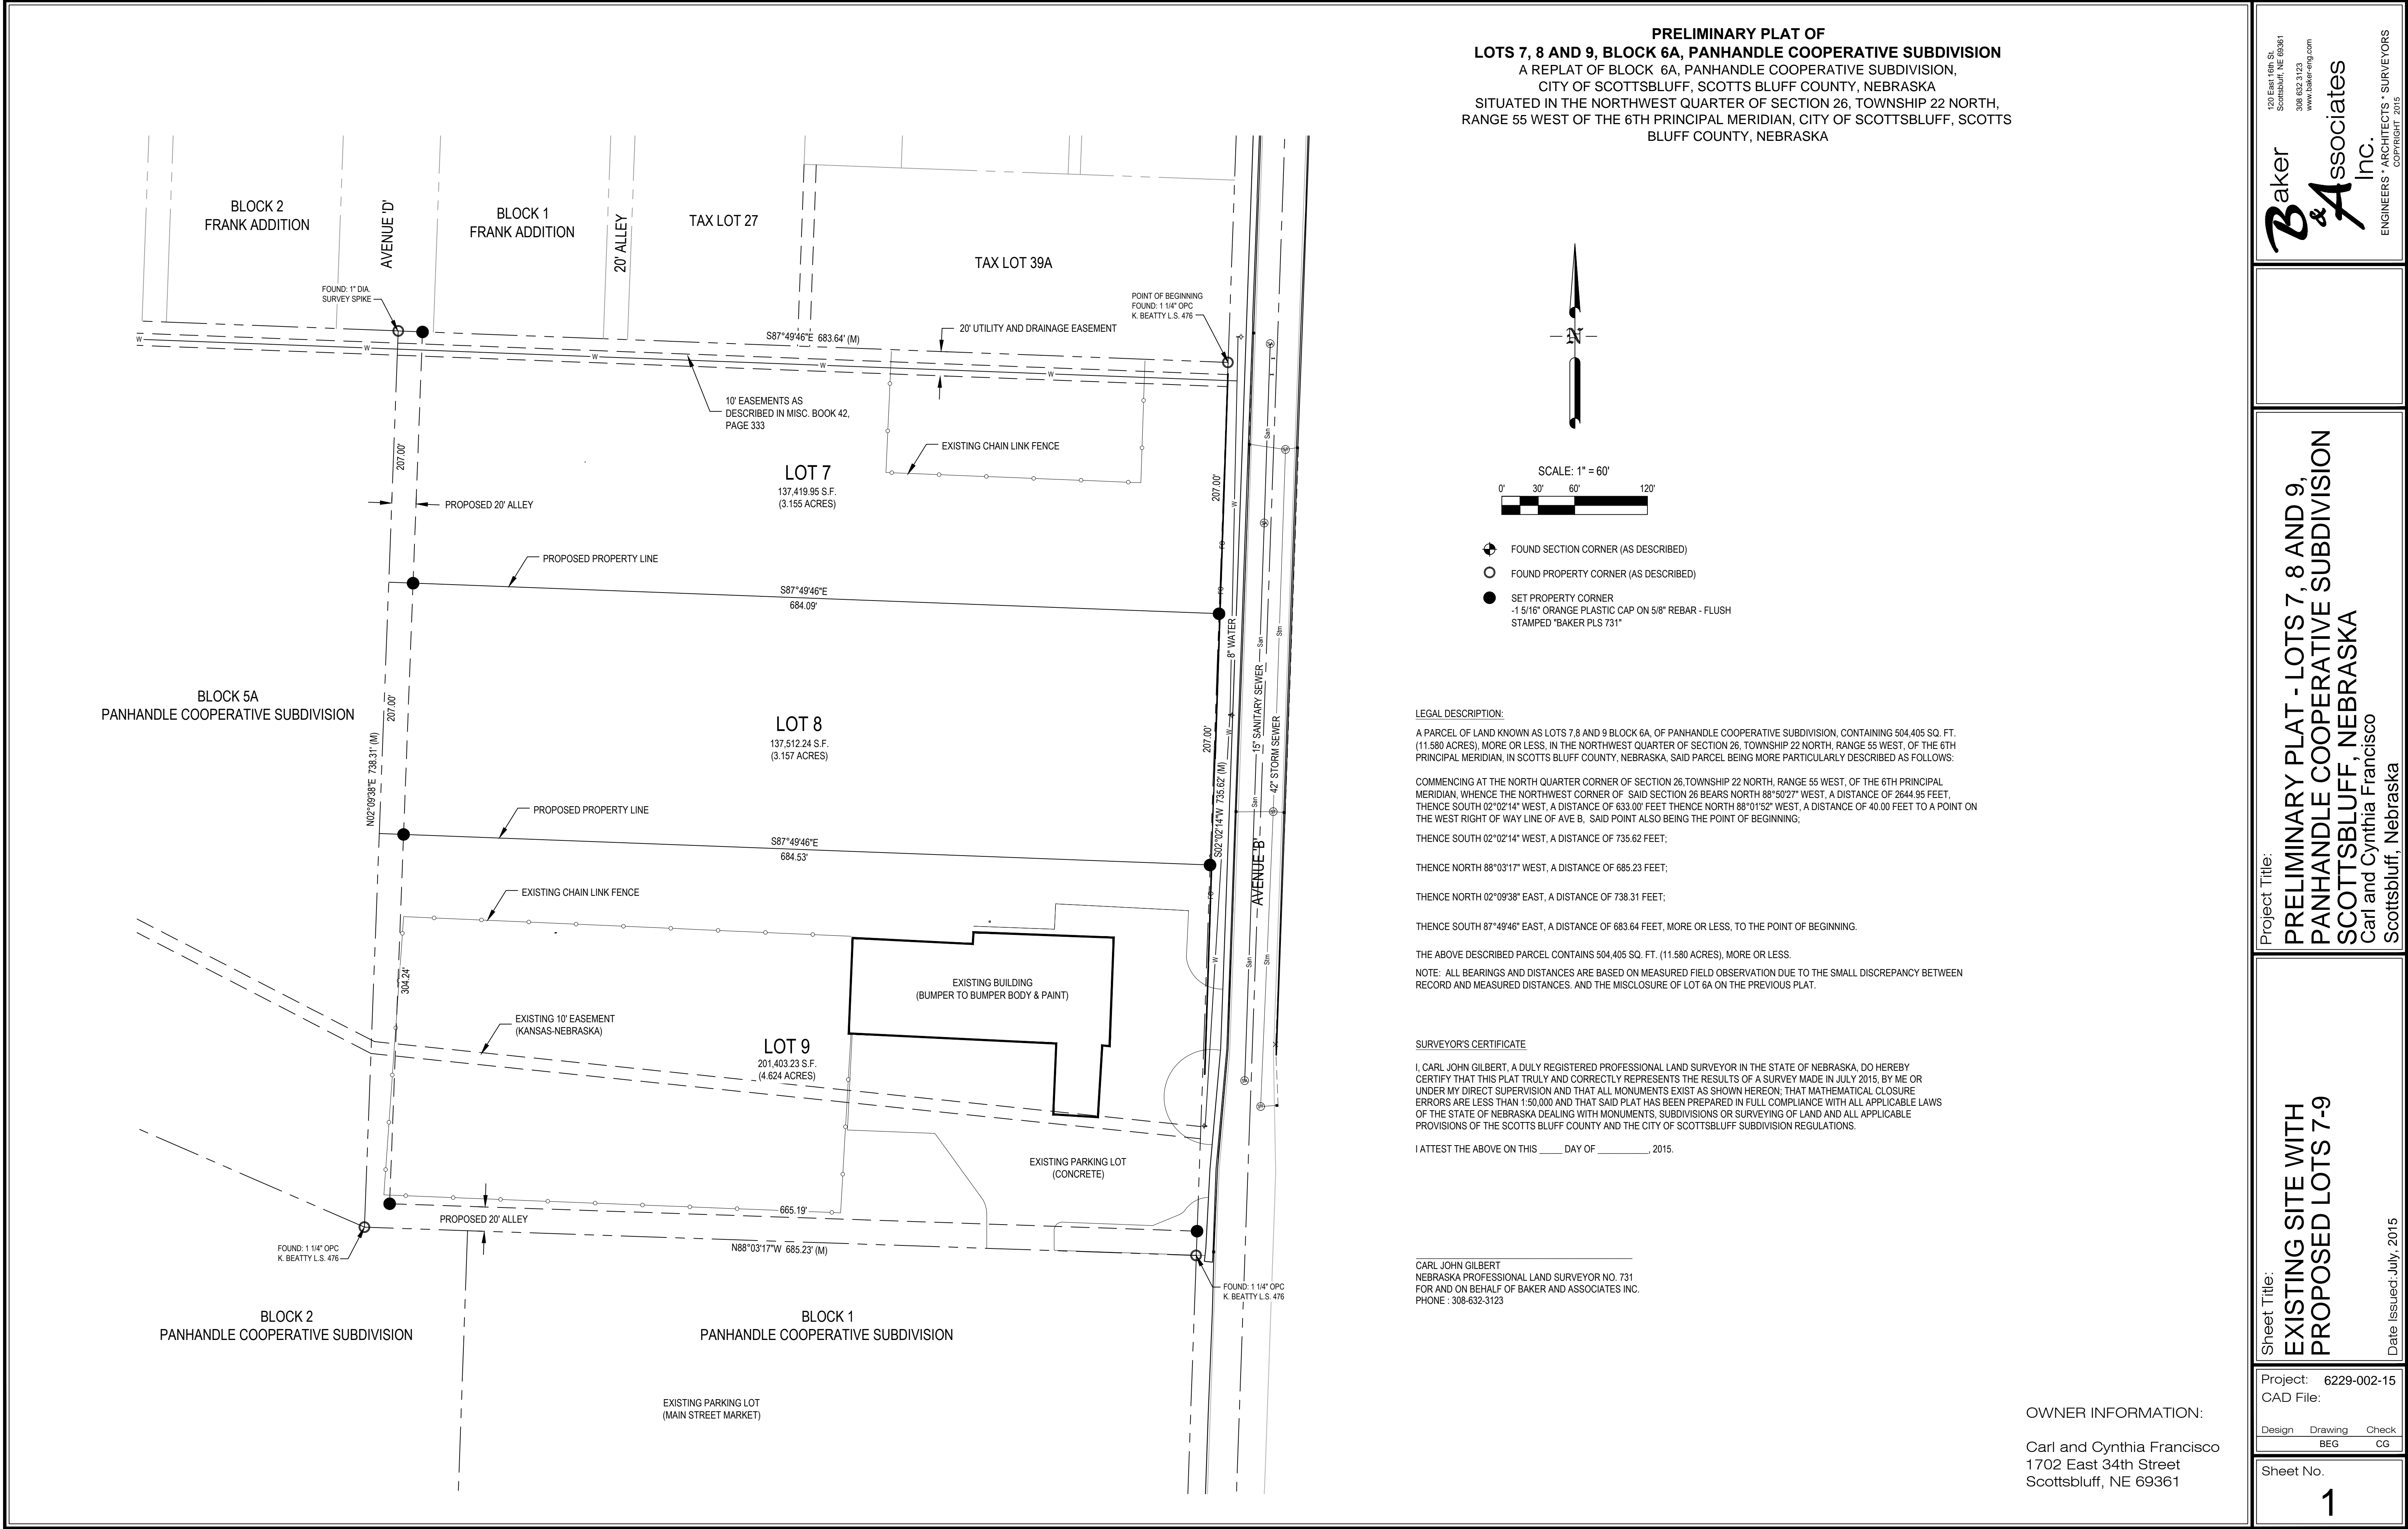 PRELIMINARY PLAT OF
LOTS 7, 8 AND 9, BLOCK 6A, PANHANDLE COOPERATIVE SUBDIVISION
A REPLAT OF BLOCK 6A, PANHANDLE COOPERATIVE SUBDIVISION,
CITY OF SCOTTSBLUFF, SCOTTS BLUFF COUNTY, NEBRASKA
SITUATED IN THE NORTHWEST QUARTER OF SECTION 26, TOWNSHIP 22 NORTH,
RANGE 55 WEST OF THE 6TH PRINCIPAL MERIDIAN, CITY OF SCOTTSBLUFF, SCOTTS
BLUFF COUNTY, NEBRASKA
BLOCK 2
FRANK ADDITION
AVENUE 'D'
BLOCK 1
FRANK ADDITION
20' ALLEY
TAX LOT 27
TAX LOT 39A
FOUND: 1" DIA.
SURVEY SPIKE
POINT OF BEGINNING
FOUND: 1 1/4" OPC
K. BEATTY L.S. 476
S87°49'46"E 683.64' (M)
20' UTILITY AND DRAINAGE EASEMENT
W
W
W
W
W
10' EASEMENTS AS
DESCRIBED IN MISC. BOOK 42,
PAGE 333
EXISTING CHAIN LINK FENCE
207.00'
LOT 7
137,419.95 S.F.
(3.155 ACRES)
207.00'
PROPOSED 20' ALLEY
PROPOSED PROPERTY LINE
S87°49'46"E
684.09'
BLOCK 5A
PANHANDLE COOPERATIVE SUBDIVISION
207.00'
N02°09'38"E 738.31' (M)
LOT 8
137,512.24 S.F.
(3.157 ACRES)
207.00'
S02°02'14"W 735.62' (M)
8" WATER
15" SANITARY SEWER
42" STORM SEWER
AVENUE 'B'
W
W
W
FO
FO
FO
San
San
San
San
Stm
Stm
PROPOSED PROPERTY LINE
S87°49'46"E
684.53'
EXISTING CHAIN LINK FENCE
304.24'
EXISTING BUILDING
(BUMPER TO BUMPER BODY & PAINT)
EXISTING 10' EASEMENT
(KANSAS-NEBRASKA)
LOT 9
201,403.23 S.F.
(4.624 ACRES)
EXISTING PARKING LOT
(CONCRETE)
665.19'
PROPOSED 20' ALLEY
N88°03'17"W 685.23' (M)
FOUND: 1 1/4" OPC
K. BEATTY L.S. 476
FOUND: 1 1/4" OPC
K. BEATTY L.S. 476
BLOCK 2
PANHANDLE COOPERATIVE SUBDIVISION
BLOCK 1
PANHANDLE COOPERATIVE SUBDIVISION
EXISTING PARKING LOT
(MAIN STREET MARKET)
N
SCALE: 1" = 60'
0' 30' 60' 120'
FOUND SECTION CORNER (AS DESCRIBED)
FOUND PROPERTY CORNER (AS DESCRIBED)
SET PROPERTY CORNER
-1 5/16" ORANGE PLASTIC CAP ON 5/8" REBAR - FLUSH
STAMPED "BAKER PLS 731"
LEGAL DESCRIPTION:
A PARCEL OF LAND KNOWN AS LOTS 7,8 AND 9 BLOCK 6A, OF PANHANDLE COOPERATIVE SUBDIVISION, CONTAINING 504,405 SQ. FT.
(11.580 ACRES), MORE OR LESS, IN THE NORTHWEST QUARTER OF SECTION 26, TOWNSHIP 22 NORTH, RANGE 55 WEST, OF THE 6TH
PRINCIPAL MERIDIAN, IN SCOTTS BLUFF COUNTY, NEBRASKA, SAID PARCEL BEING MORE PARTICULARLY DESCRIBED AS FOLLOWS:
COMMENCING AT THE NORTH QUARTER CORNER OF SECTION 26,TOWNSHIP 22 NORTH, RANGE 55 WEST, OF THE 6TH PRINCIPAL
MERIDIAN, WHENCE THE NORTHWEST CORNER OF SAID SECTION 26 BEARS NORTH 88°50'27" WEST, A DISTANCE OF 2644.95 FEET,
THENCE SOUTH 02°02'14" WEST, A DISTANCE OF 633.00' FEET THENCE NORTH 88°01'52" WEST, A DISTANCE OF 40.00 FEET TO A POINT ON
THE WEST RIGHT OF WAY LINE OF AVE B, SAID POINT ALSO BEING THE POINT OF BEGINNING;
THENCE SOUTH 02°02'14" WEST, A DISTANCE OF 735.62 FEET;
THENCE NORTH 88°03'17" WEST, A DISTANCE OF 685.23 FEET;
THENCE NORTH 02°09'38" EAST, A DISTANCE OF 738.31 FEET;
THENCE SOUTH 87°49'46" EAST, A DISTANCE OF 683.64 FEET, MORE OR LESS, TO THE POINT OF BEGINNING.
THE ABOVE DESCRIBED PARCEL CONTAINS 504,405 SQ. FT. (11.580 ACRES), MORE OR LESS.
NOTE: ALL BEARINGS AND DISTANCES ARE BASED ON MEASURED FIELD OBSERVATION DUE TO THE SMALL DISCREPANCY BETWEEN
RECORD AND MEASURED DISTANCES. AND THE MISCLOSURE OF LOT 6A ON THE PREVIOUS PLAT.
SURVEYOR'S CERTIFICATE
I, CARL JOHN GILBERT, A DULY REGISTERED PROFESSIONAL LAND SURVEYOR IN THE STATE OF NEBRASKA, DO HEREBY
CERTIFY THAT THIS PLAT TRULY AND CORRECTLY REPRESENTS THE RESULTS OF A SURVEY MADE IN JULY 2015, BY ME OR
UNDER MY DIRECT SUPERVISION AND THAT ALL MONUMENTS EXIST AS SHOWN HEREON; THAT MATHEMATICAL CLOSURE
ERRORS ARE LESS THAN 1:50,000 AND THAT SAID PLAT HAS BEEN PREPARED IN FULL COMPLIANCE WITH ALL APPLICABLE LAWS
OF THE STATE OF NEBRASKA DEALING WITH MONUMENTS, SUBDIVISIONS OR SURVEYING OF LAND AND ALL APPLICABLE
PROVISIONS OF THE SCOTTS BLUFF COUNTY AND THE CITY OF SCOTTSBLUFF SUBDIVISION REGULATIONS.
I ATTEST THE ABOVE ON THIS _____ DAY OF ___________, 2015.
CARL JOHN GILBERT
NEBRASKA PROFESSIONAL LAND SURVEYOR NO. 731
FOR AND ON BEHALF OF BAKER AND ASSOCIATES INC.
PHONE : 308-632-3123
OWNER INFORMATION:
Carl and Cynthia Francisco
1702 East 34th Street
Scottsbluff, NE 69361
120 East 16th St.
Scottsbluff, NE 69361
308 632 3123
www.baker-eng.com
Baker
& Associates
Inc.
ENGINEERS * ARCHITECTS * SURVEYORS
COPYRIGHT 2015
Project Title:
PRELIMINARY PLAT - LOTS 7, 8 AND 9,
PANHANDLE COOPERATIVE SUBDIVISION
SCOTTSBLUFF, NEBRASKA
Carl and Cynthia Francisco
Scottsbluff, Nebraska
Sheet Title:
EXISTING SITE WITH
PROPOSED LOTS 7-9
Date Issued: July, 2015
Project: 6229-002-15
CAD File:
Design Drawing Check
BEG CG
Sheet No.
1